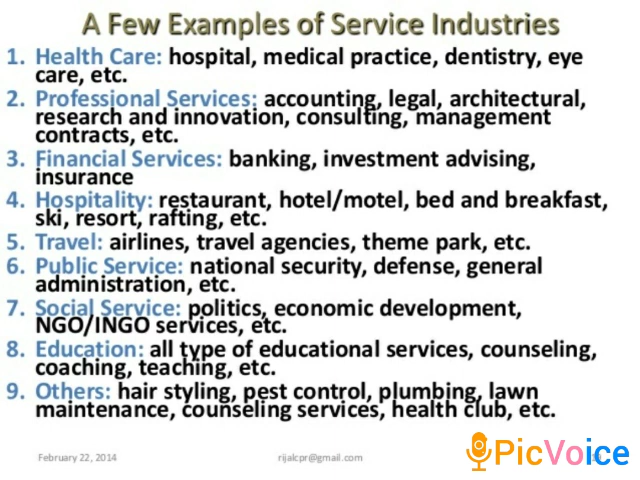 A Few Examples of Service Industries
1. Health Care: hospital, medical practice, dentistry, eye
care, etc.
2. Professional Services: accounting, legal, architectural,
research and innovation, consulting, management
contracts, etc.
3. Financial Services: banking, investment advising,
insurance
4. Hospitality: restaurant, hotel/motel, bed and breakfast,
ski, resort, rafting, etc.
5. Travel: airlines, travel agencies, theme park, etc.
6. Public Service: national security, defense, general
administration, etc.
7. Social Service: politics, economic development,
NGO/INGO services, etc.
8. Education: all type of educational services, counseling,
coaching, teaching, etc.
9. Others: hair styling, pest control, plumbing, lawn
maintenance, counseling services, health club, etc.
February 22, 2014 rijalcpr@gmail.com
PicVoice